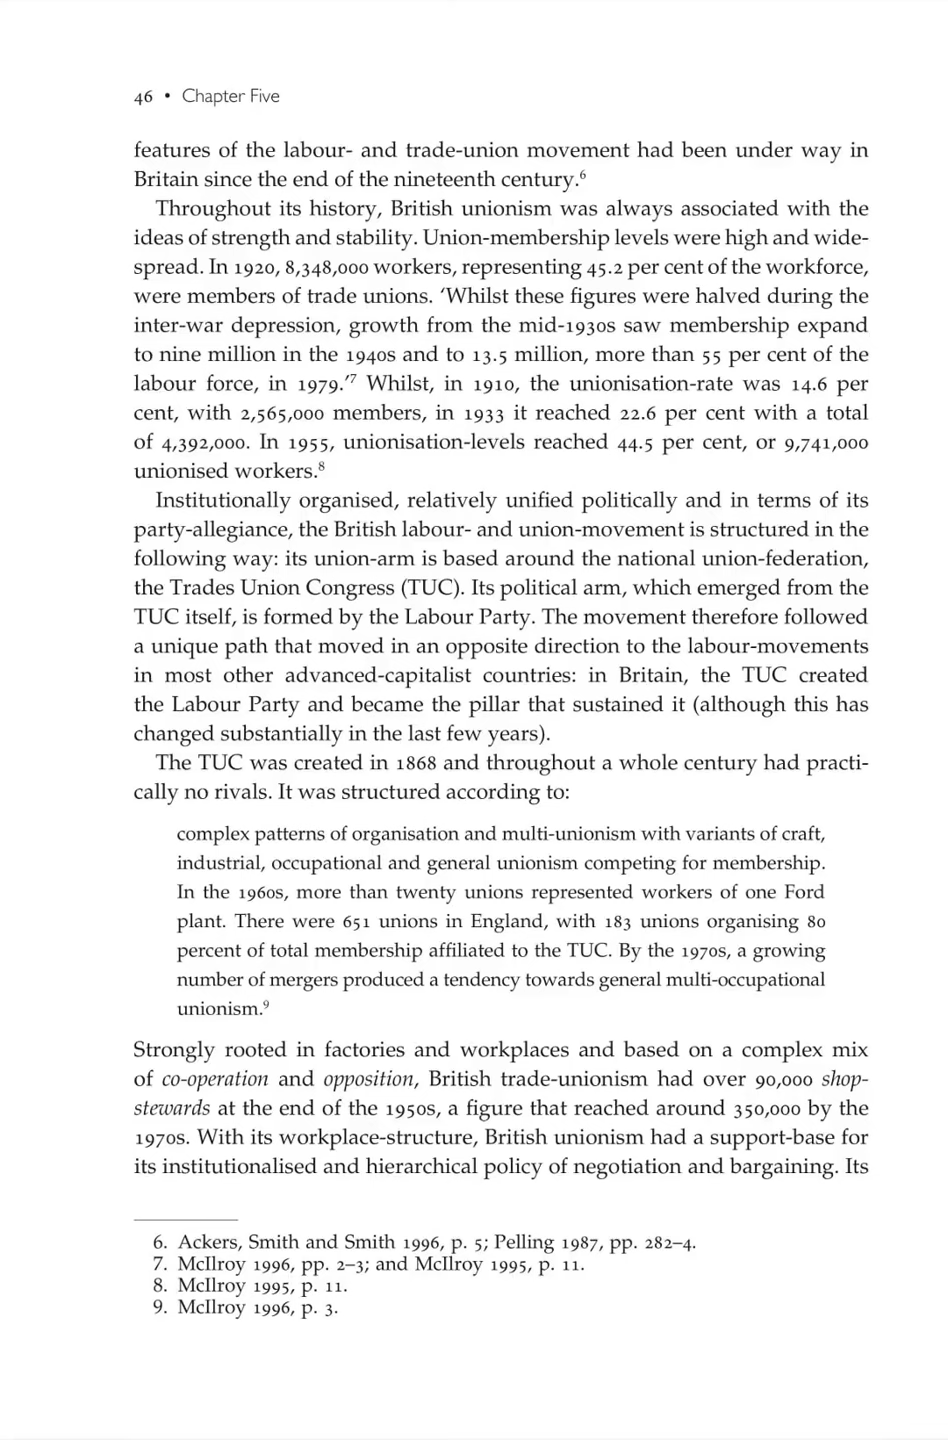 46 • Chapter Five
features of the labour- and trade-union movement had been under way in
Britain since the end of the nineteenth century.⁶
Throughout its history, British unionism was always associated with the
ideas of strength and stability. Union-membership levels were high and wide-
spread. In 1920, 8,348,000 workers, representing 45.2 per cent of the workforce,
were members of trade unions. ‘Whilst these figures were halved during the
inter-war depression, growth from the mid-1930s saw membership expand
to nine million in the 1940s and to 13.5 million, more than 55 per cent of the
labour force, in 1979.’⁷ Whilst, in 1910, the unionisation-rate was 14.6 per
cent, with 2,565,000 members, in 1933 it reached 22.6 per cent with a total
of 4,392,000. In 1955, unionisation-levels reached 44.5 per cent, or 9,741,000
unionised workers.⁸
Institutionally organised, relatively unified politically and in terms of its
party-allegiance, the British labour- and union-movement is structured in the
following way: its union-arm is based around the national union-federation,
the Trades Union Congress (TUC). Its political arm, which emerged from the
TUC itself, is formed by the Labour Party. The movement therefore followed
a unique path that moved in an opposite direction to the labour-movements
in most other advanced-capitalist countries: in Britain, the TUC created
the Labour Party and became the pillar that sustained it (although this has
changed substantially in the last few years).
The TUC was created in 1868 and throughout a whole century had practi-
cally no rivals. It was structured according to:
complex patterns of organisation and multi-unionism with variants of craft,
industrial, occupational and general unionism competing for membership.
In the 1960s, more than twenty unions represented workers of one Ford
plant. There were 651 unions in England, with 183 unions organising 80
percent of total membership affiliated to the TUC. By the 1970s, a growing
number of mergers produced a tendency towards general multi-occupational
unionism.⁹
Strongly rooted in factories and workplaces and based on a complex mix
of co-operation and opposition, British trade-unionism had over 90,000 shop-
stewards at the end of the 1950s, a figure that reached around 350,000 by the
1970s. With its workplace-structure, British unionism had a support-base for
its institutionalised and hierarchical policy of negotiation and bargaining. Its
6. Ackers, Smith and Smith 1996, p. 5; Pelling 1987, pp. 282–4.
7. McIlroy 1996, pp. 2–3; and McIlroy 1995, p. 11.
8. McIlroy 1995, p. 11.
9. McIlroy 1996, p. 3.